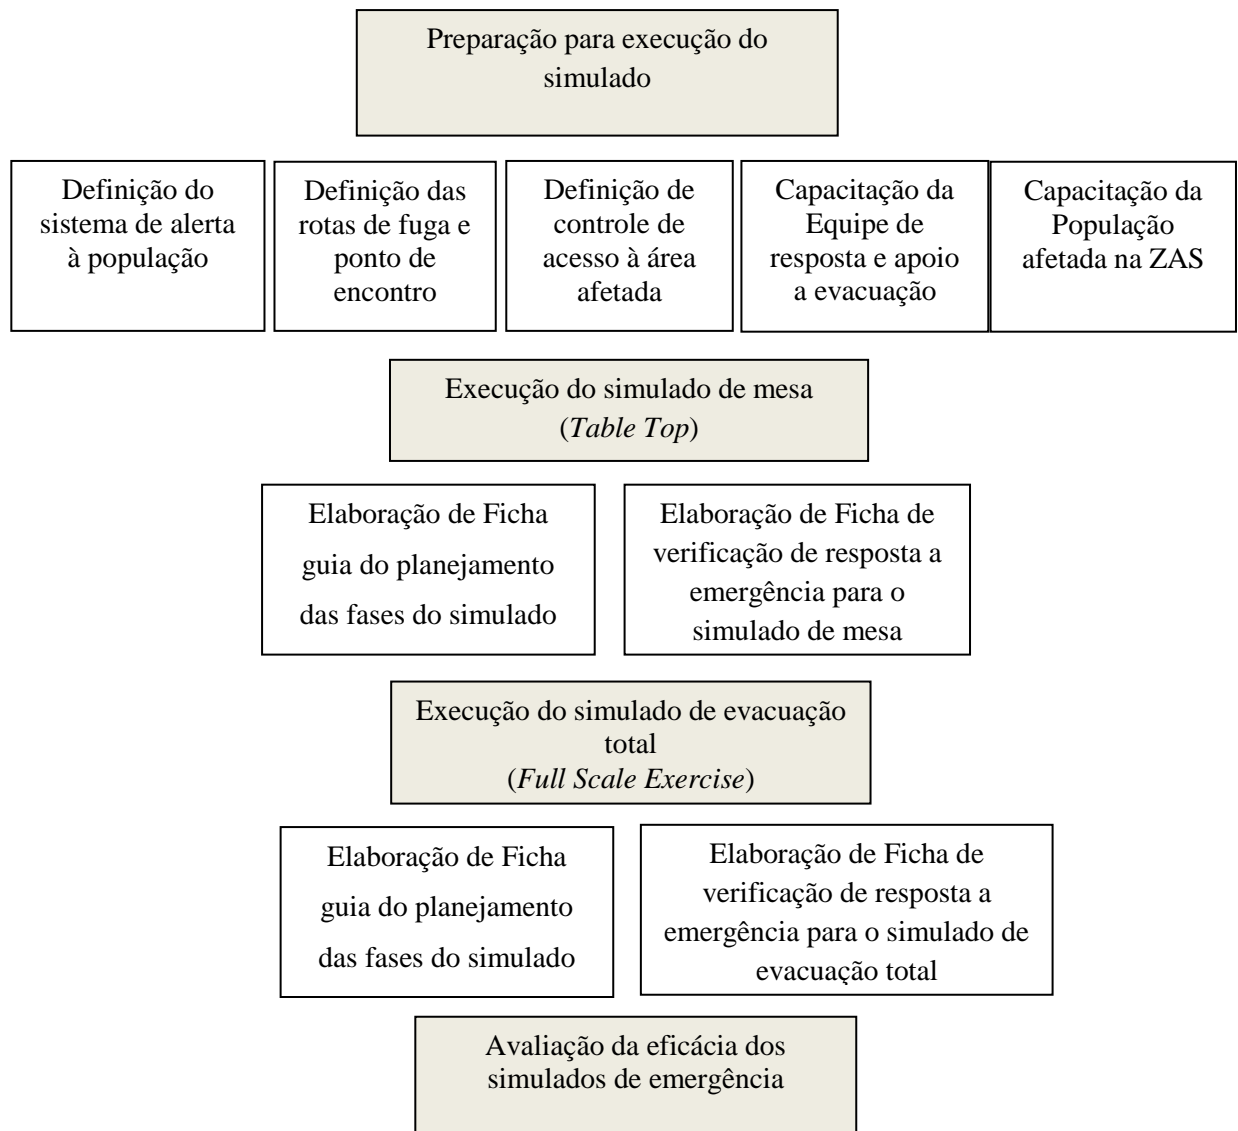 Preparação para execução do
simulado
Definição do
sistema de alerta
à população
Definição das
rotas de fuga e
ponto de
encontro
Definição de
controle de
acesso à área
afetada
Capacitação da
Equipe de
resposta e apoio
a evacuação
Capacitação da
População
afetada na ZAS
Execução do simulado de mesa
(Table Top)
Elaboração de Ficha
guia do planejamento
das fases do simulado
Elaboração de Ficha de
verificação de resposta a
emergência para o
simulado de mesa
Execução do simulado de evacuação
total
(Full Scale Exercise)
Elaboração de Ficha
guia do planejamento
das fases do simulado
Elaboração de Ficha de
verificação de resposta a
emergência para o simulado de
evacuação total
Avaliação da eficácia dos
simulados de emergência